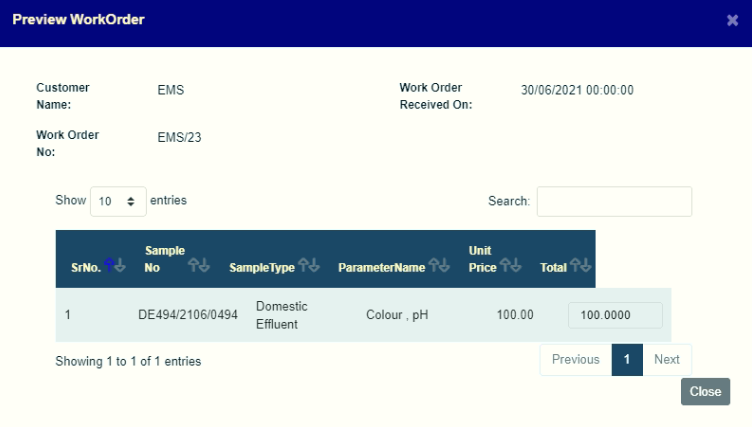 Preview WorkOrder ×
Customer Name: EMS
Work Order Received On: 30/06/2021 00:00:00
Work Order No: EMS/23
Show 10 entries
Search:
SrNo. Sample No SampleType ParameterName Unit Price Total
1 DE494/2106/0494 Domestic Effluent Colour , pH 100.00 100.0000
Showing 1 to 1 of 1 entries
Previous 1 Next
Close